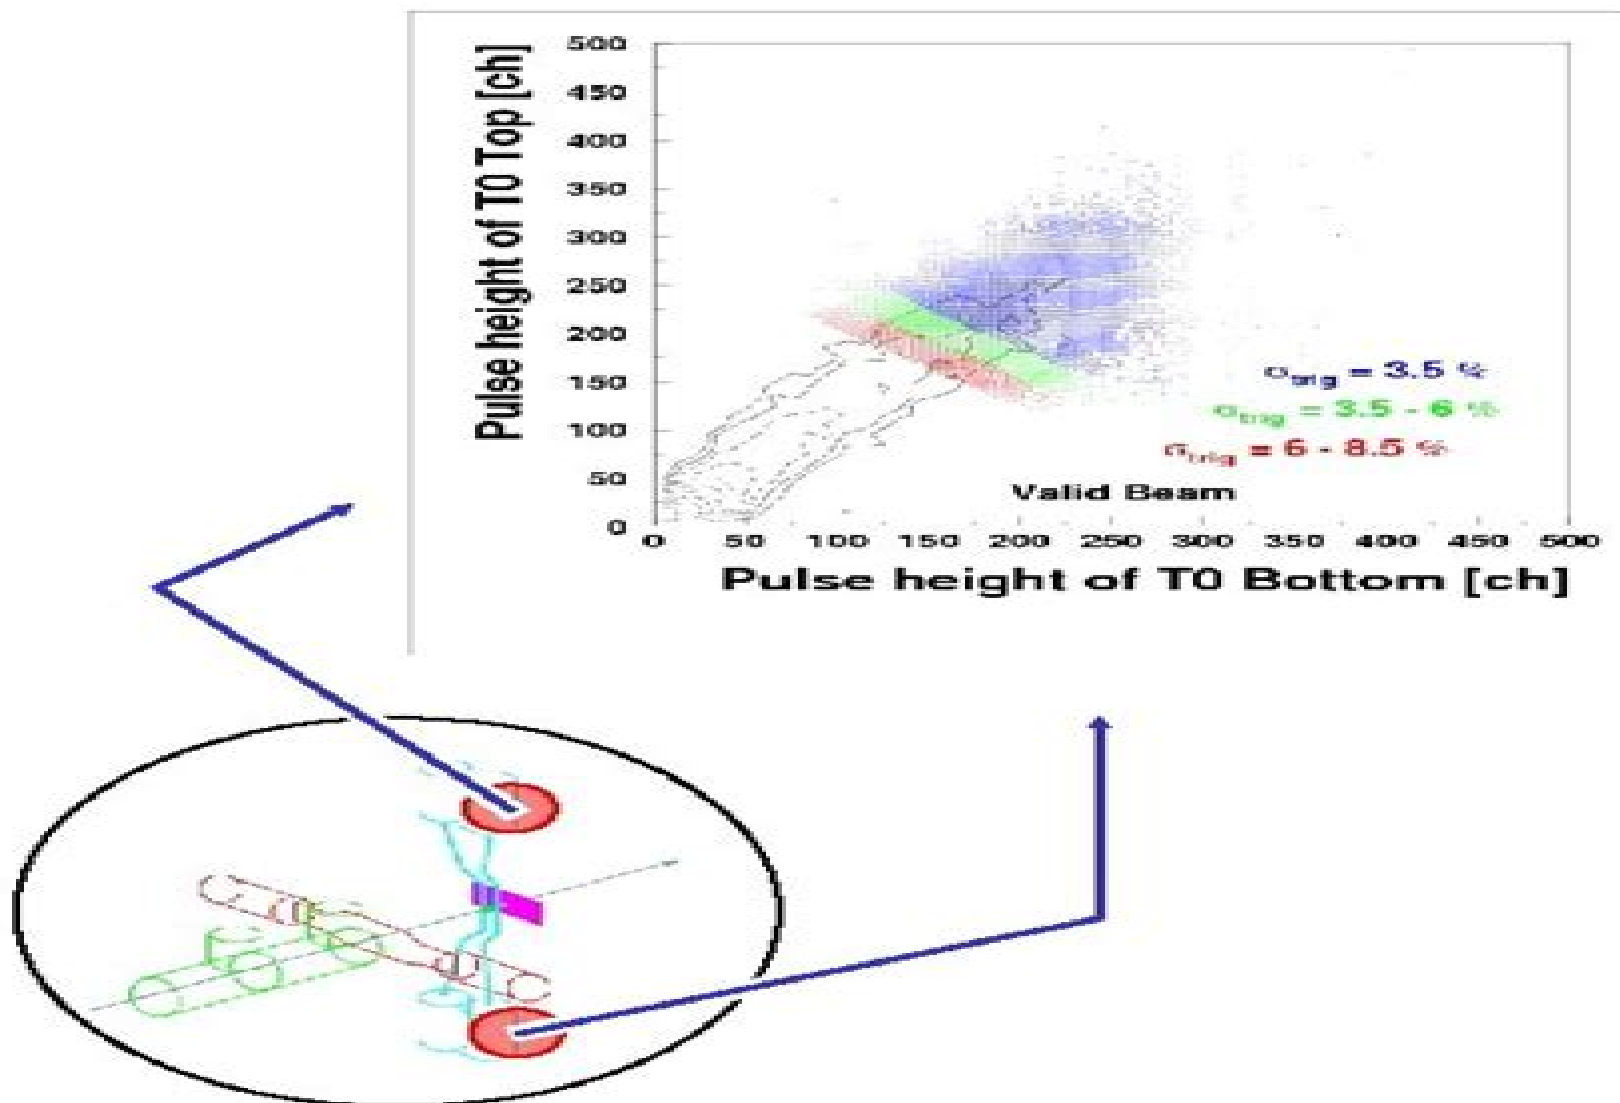 Pulse height of T0 Top [ch]
500
450
400
350
300
250
200
150
100
50
0
σtrig = 3.5 %
σtrig = 3.5 - 6 %
σtrig = 6 - 8.5 %
Valid Beam
0 50 100 150 200 250 300 350 400 450 500
Pulse height of T0 Bottom [ch]